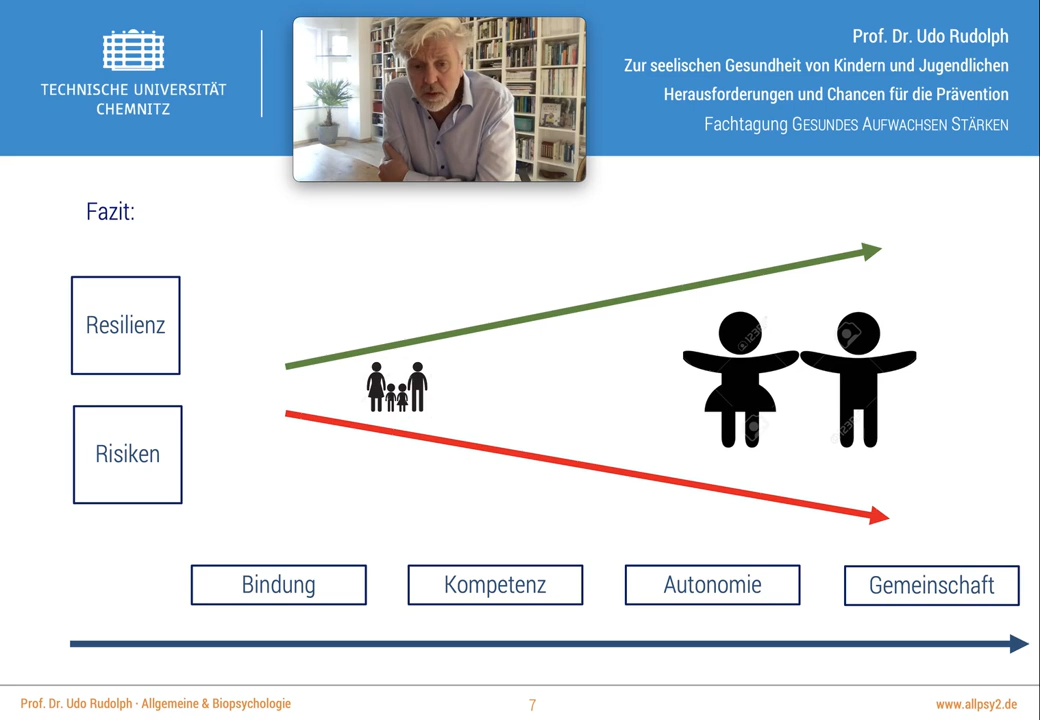 TECHNISCHE UNIVERSITÄT
CHEMNITZ
Prof. Dr. Udo Rudolph
Zur seelischen Gesundheit von Kindern und Jugendlichen
Herausforderungen und Chancen für die Prävention
Fachtagung GESUNDES AUFWACHSEN STÄRKEN
Fazit:
Resilienz
Risiken
Bindung
Kompetenz
Autonomie
Gemeinschaft
Prof. Dr. Udo Rudolph · Allgemeine & Biopsychologie
7
www.allpsy2.de